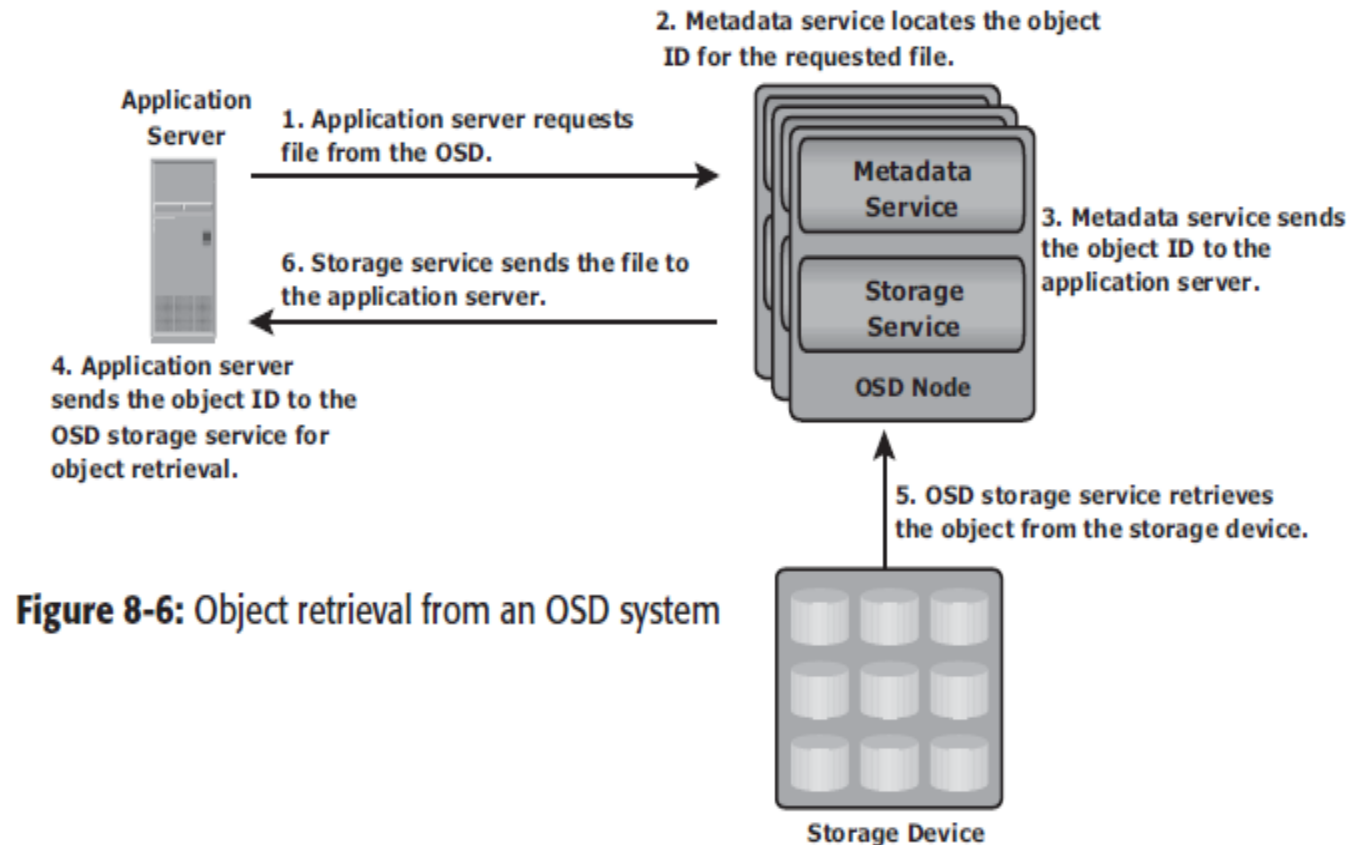 2. Metadata service locates the object
ID for the requested file.
Application
Server
1. Application server requests
file from the OSD.
Metadata
Service
3. Metadata service sends
the object ID to the
application server.
6. Storage service sends the file to
the application server.
Storage
Service
4. Application server
sends the object ID to the
OSD storage service for
object retrieval.
OSD Node
5. OSD storage service retrieves
the object from the storage device.
Figure 8-6: Object retrieval from an OSD system
Storage Device